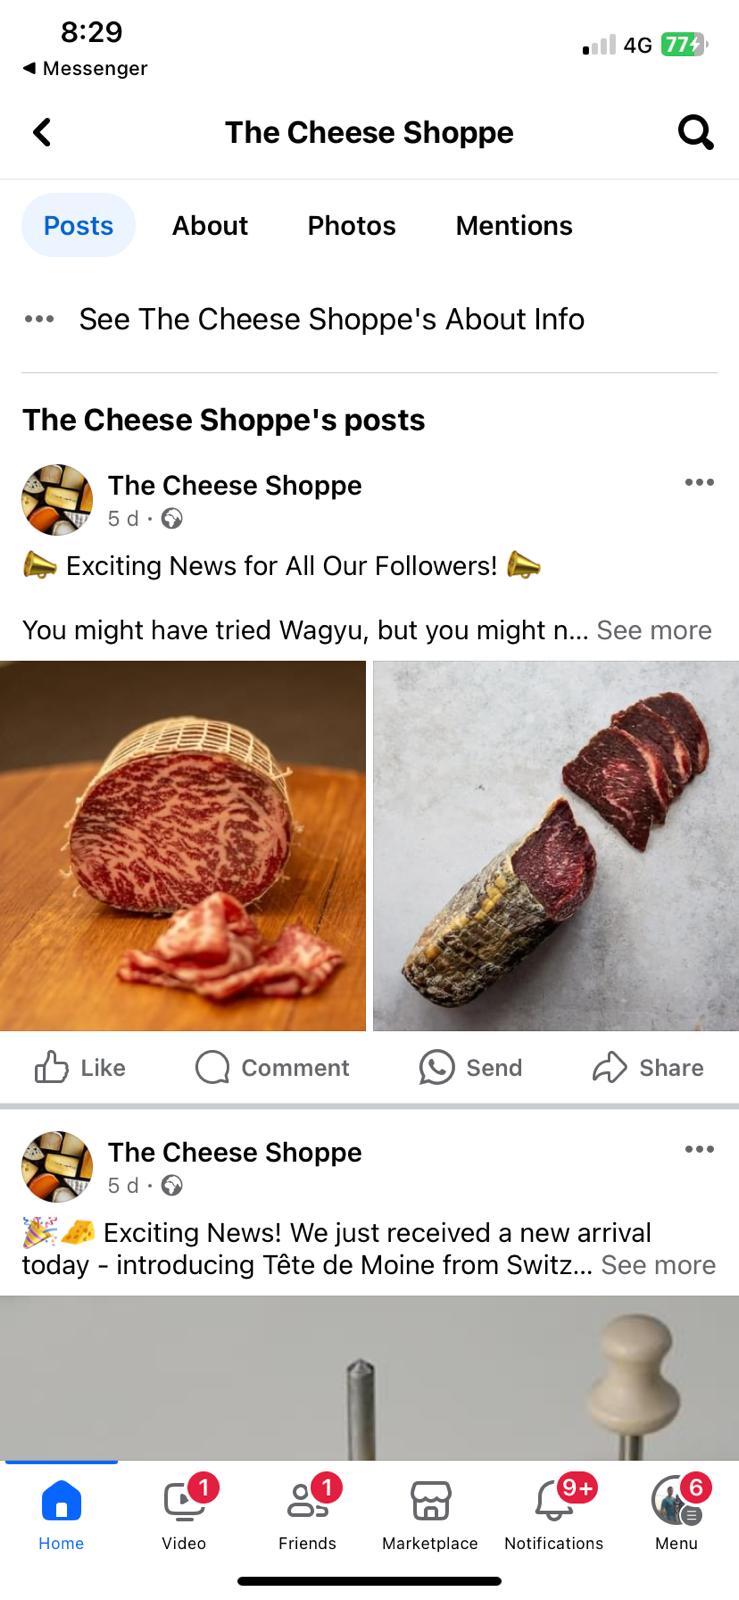 8:29
4G 77
◀ Messenger
The Cheese Shoppe
Posts About Photos Mentions
••• See The Cheese Shoppe's About Info
The Cheese Shoppe's posts
The Cheese Shoppe
5 d ·
📣 Exciting News for All Our Followers! 📣
You might have tried Wagyu, but you might n... See more
Like Comment Send Share
The Cheese Shoppe
5 d ·
🎉🧀 Exciting News! We just received a new arrival
today - introducing Tête de Moine from Switz... See more
1 1 9+ 6
Home Video Friends Marketplace Notifications Menu